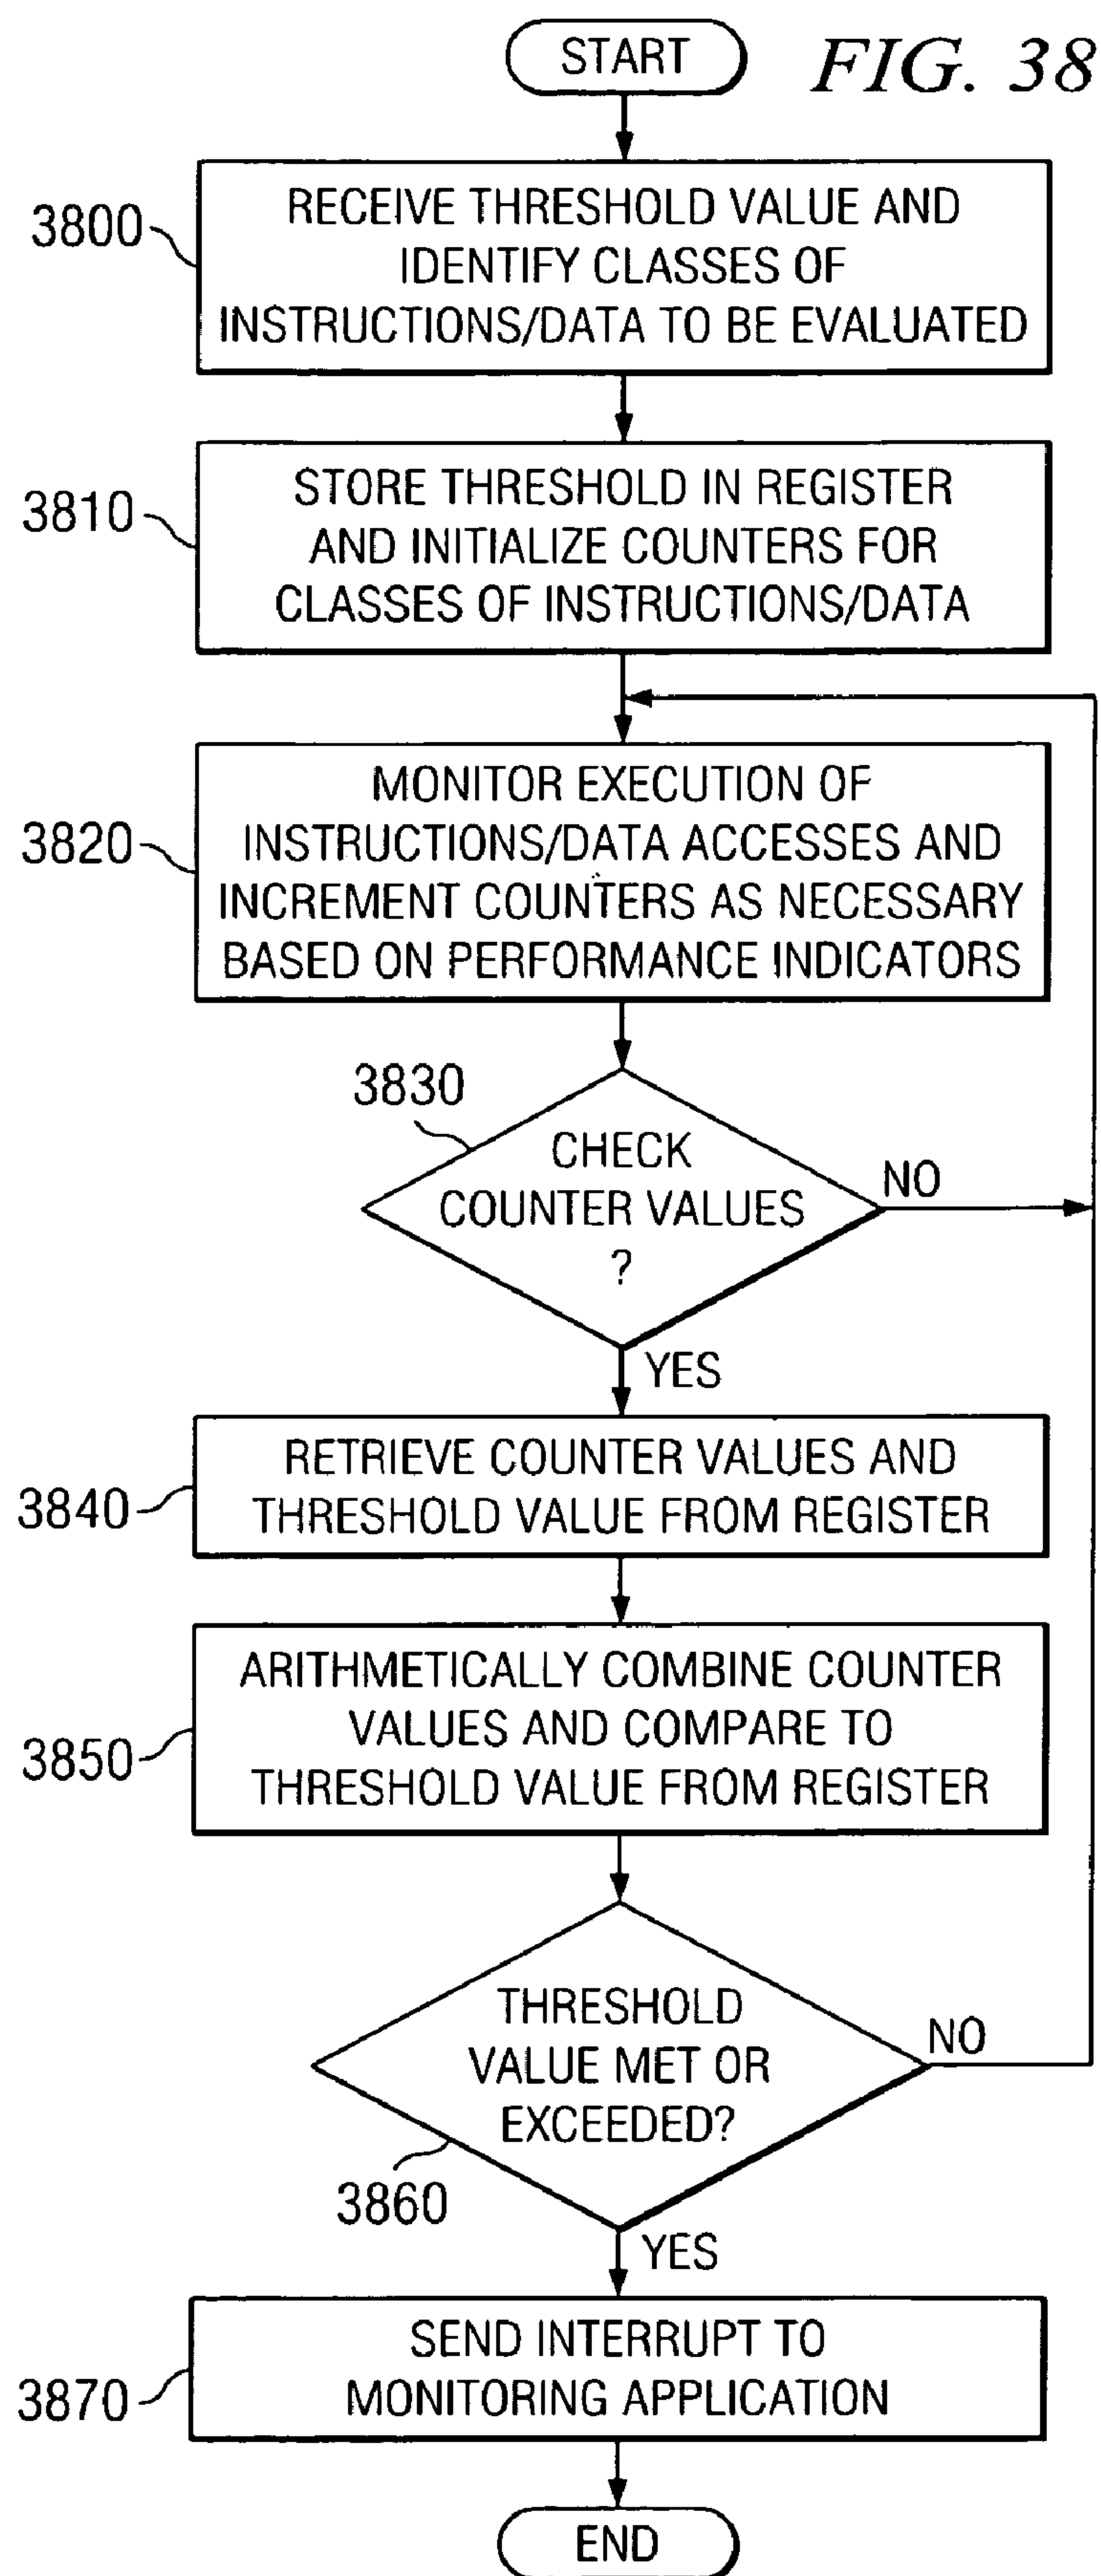 START
FIG. 38
3800
RECEIVE THRESHOLD VALUE AND
IDENTIFY CLASSES OF
INSTRUCTIONS/DATA TO BE EVALUATED
3810
STORE THRESHOLD IN REGISTER
AND INITIALIZE COUNTERS FOR
CLASSES OF INSTRUCTIONS/DATA
3820
MONITOR EXECUTION OF
INSTRUCTIONS/DATA ACCESSES AND
INCREMENT COUNTERS AS NECESSARY
BASED ON PERFORMANCE INDICATORS
3830
CHECK
COUNTER VALUES
?
NO
YES
3840
RETRIEVE COUNTER VALUES AND
THRESHOLD VALUE FROM REGISTER
3850
ARITHMETICALLY COMBINE COUNTER
VALUES AND COMPARE TO
THRESHOLD VALUE FROM REGISTER
THRESHOLD
VALUE MET OR
EXCEEDED?
NO
3860
YES
3870
SEND INTERRUPT TO
MONITORING APPLICATION
END